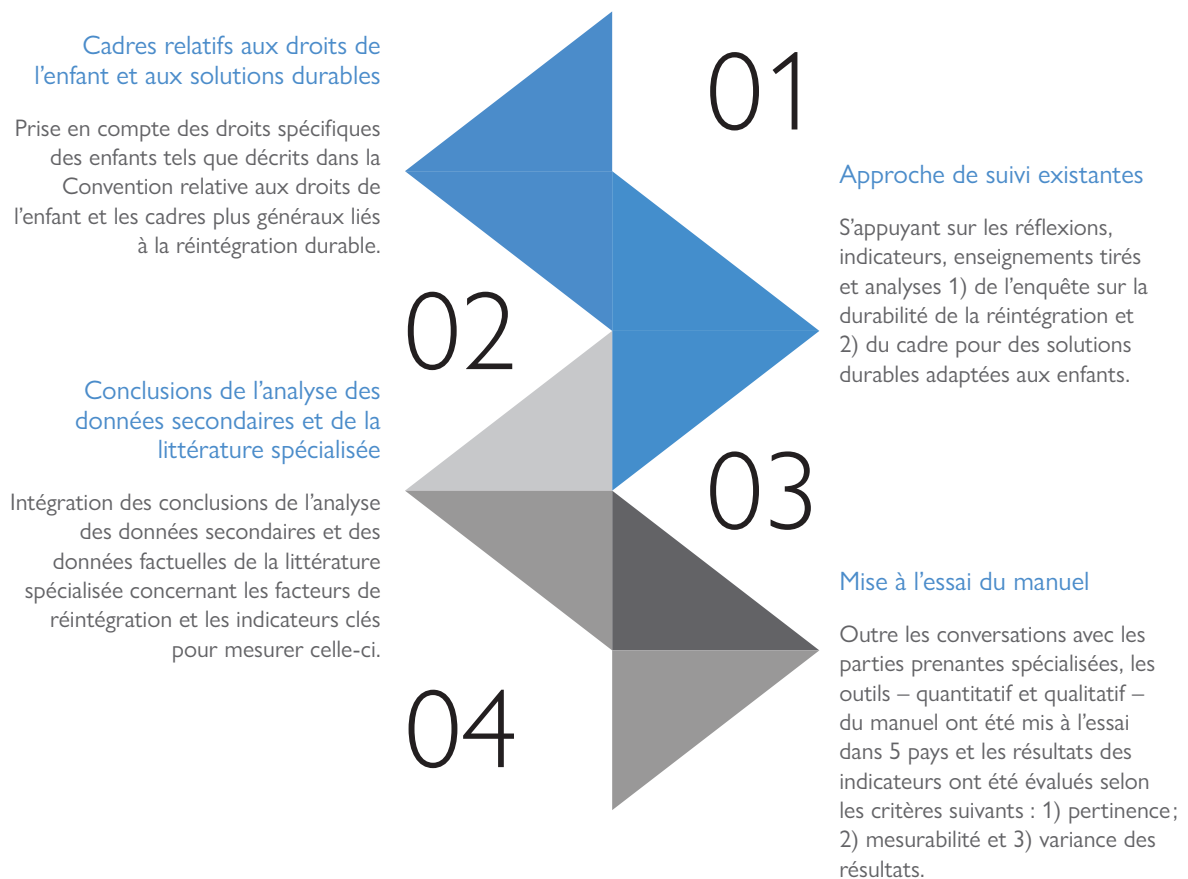 01
Cadres relatifs aux droits de
l’enfant et aux solutions durables
Prise en compte des droits spécifiques
des enfants tels que décrits dans la
Convention relative aux droits de
l’enfant et les cadres plus généraux liés
à la réintégration durable.
02
Approche de suivi existantes
S’appuyant sur les réflexions,
indicateurs, enseignements tirés
et analyses 1) de l’enquête sur la
durabilité de la réintégration et
2) du cadre pour des solutions
durables adaptées aux enfants.
03
Conclusions de l’analyse des
données secondaires et de la
littérature spécialisée
Intégration des conclusions de l’analyse
des données secondaires et des
données factuelles de la littérature
spécialisée concernant les facteurs de
réintégration et les indicateurs clés
pour mesurer celle-ci.
04
Mise à l’essai du manuel
Outre les conversations avec les
parties prenantes spécialisées, les
outils – quantitatif et qualitatif –
du manuel ont été mis à l’essai
dans 5 pays et les résultats des
indicateurs ont été évalués selon
les critères suivants : 1) pertinence;
2) mesurabilité et 3) variance des
résultats.